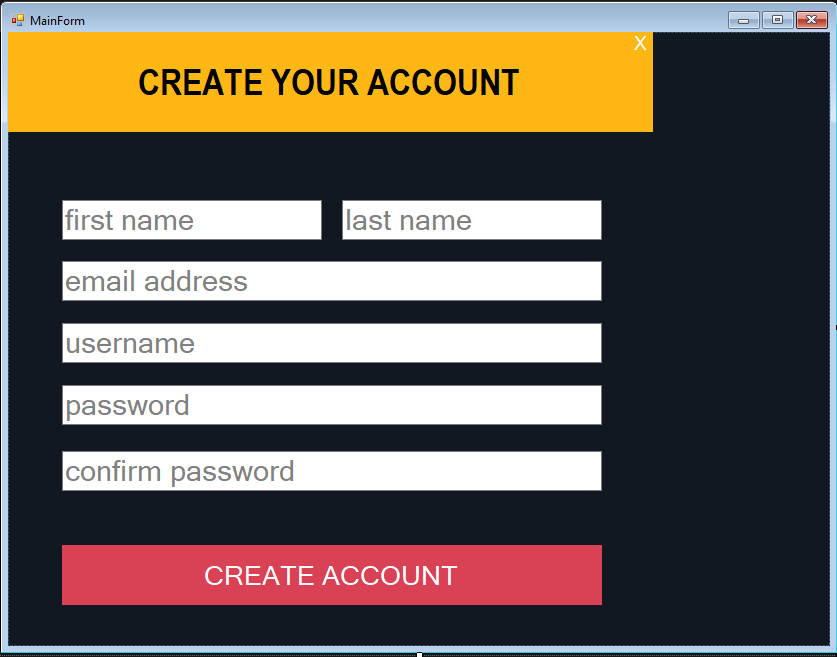 MainForm
X
CREATE YOUR ACCOUNT
first name last name
email address
username
password
confirm password
CREATE ACCOUNT